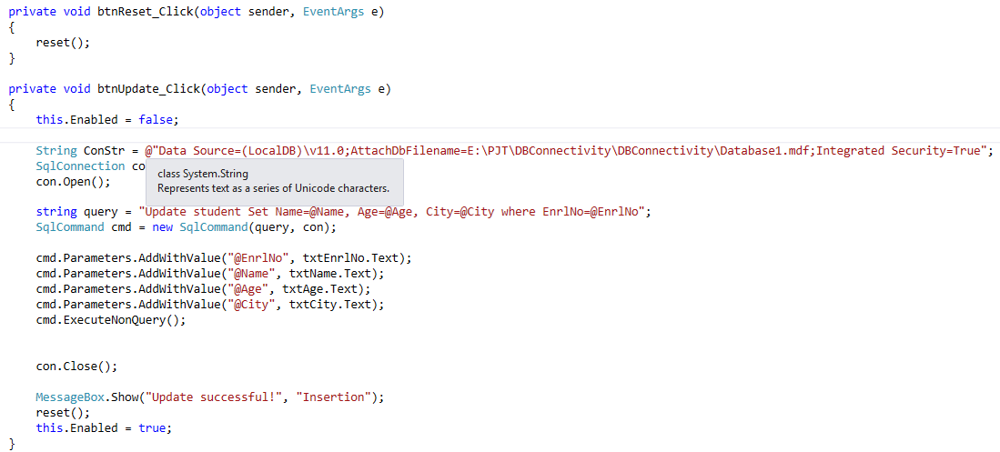 private void btnReset_Click(object sender, EventArgs e)
{
reset();
}
private void btnUpdate_Click(object sender, EventArgs e)
{
this.Enabled = false;
String ConStr = @"Data Source=(LocalDB)\v11.0;AttachDbFilename=E:\PJT\DBConnectivity\DBConnectivity\Database1.mdf;Integrated Security=True";
SqlConnection co
class System.String
Represents text as a series of Unicode characters.
con.Open();
string query = "Update student Set Name=@Name, Age=@Age, City=@City where EnrlNo=@EnrlNo";
SqlCommand cmd = new SqlCommand(query, con);
cmd.Parameters.AddWithValue("@EnrlNo", txtEnrlNo.Text);
cmd.Parameters.AddWithValue("@Name", txtName.Text);
cmd.Parameters.AddWithValue("@Age", txtAge.Text);
cmd.Parameters.AddWithValue("@City", txtCity.Text);
cmd.ExecuteNonQuery();
con.Close();
MessageBox.Show("Update successful!", "Insertion");
reset();
this.Enabled = true;
}